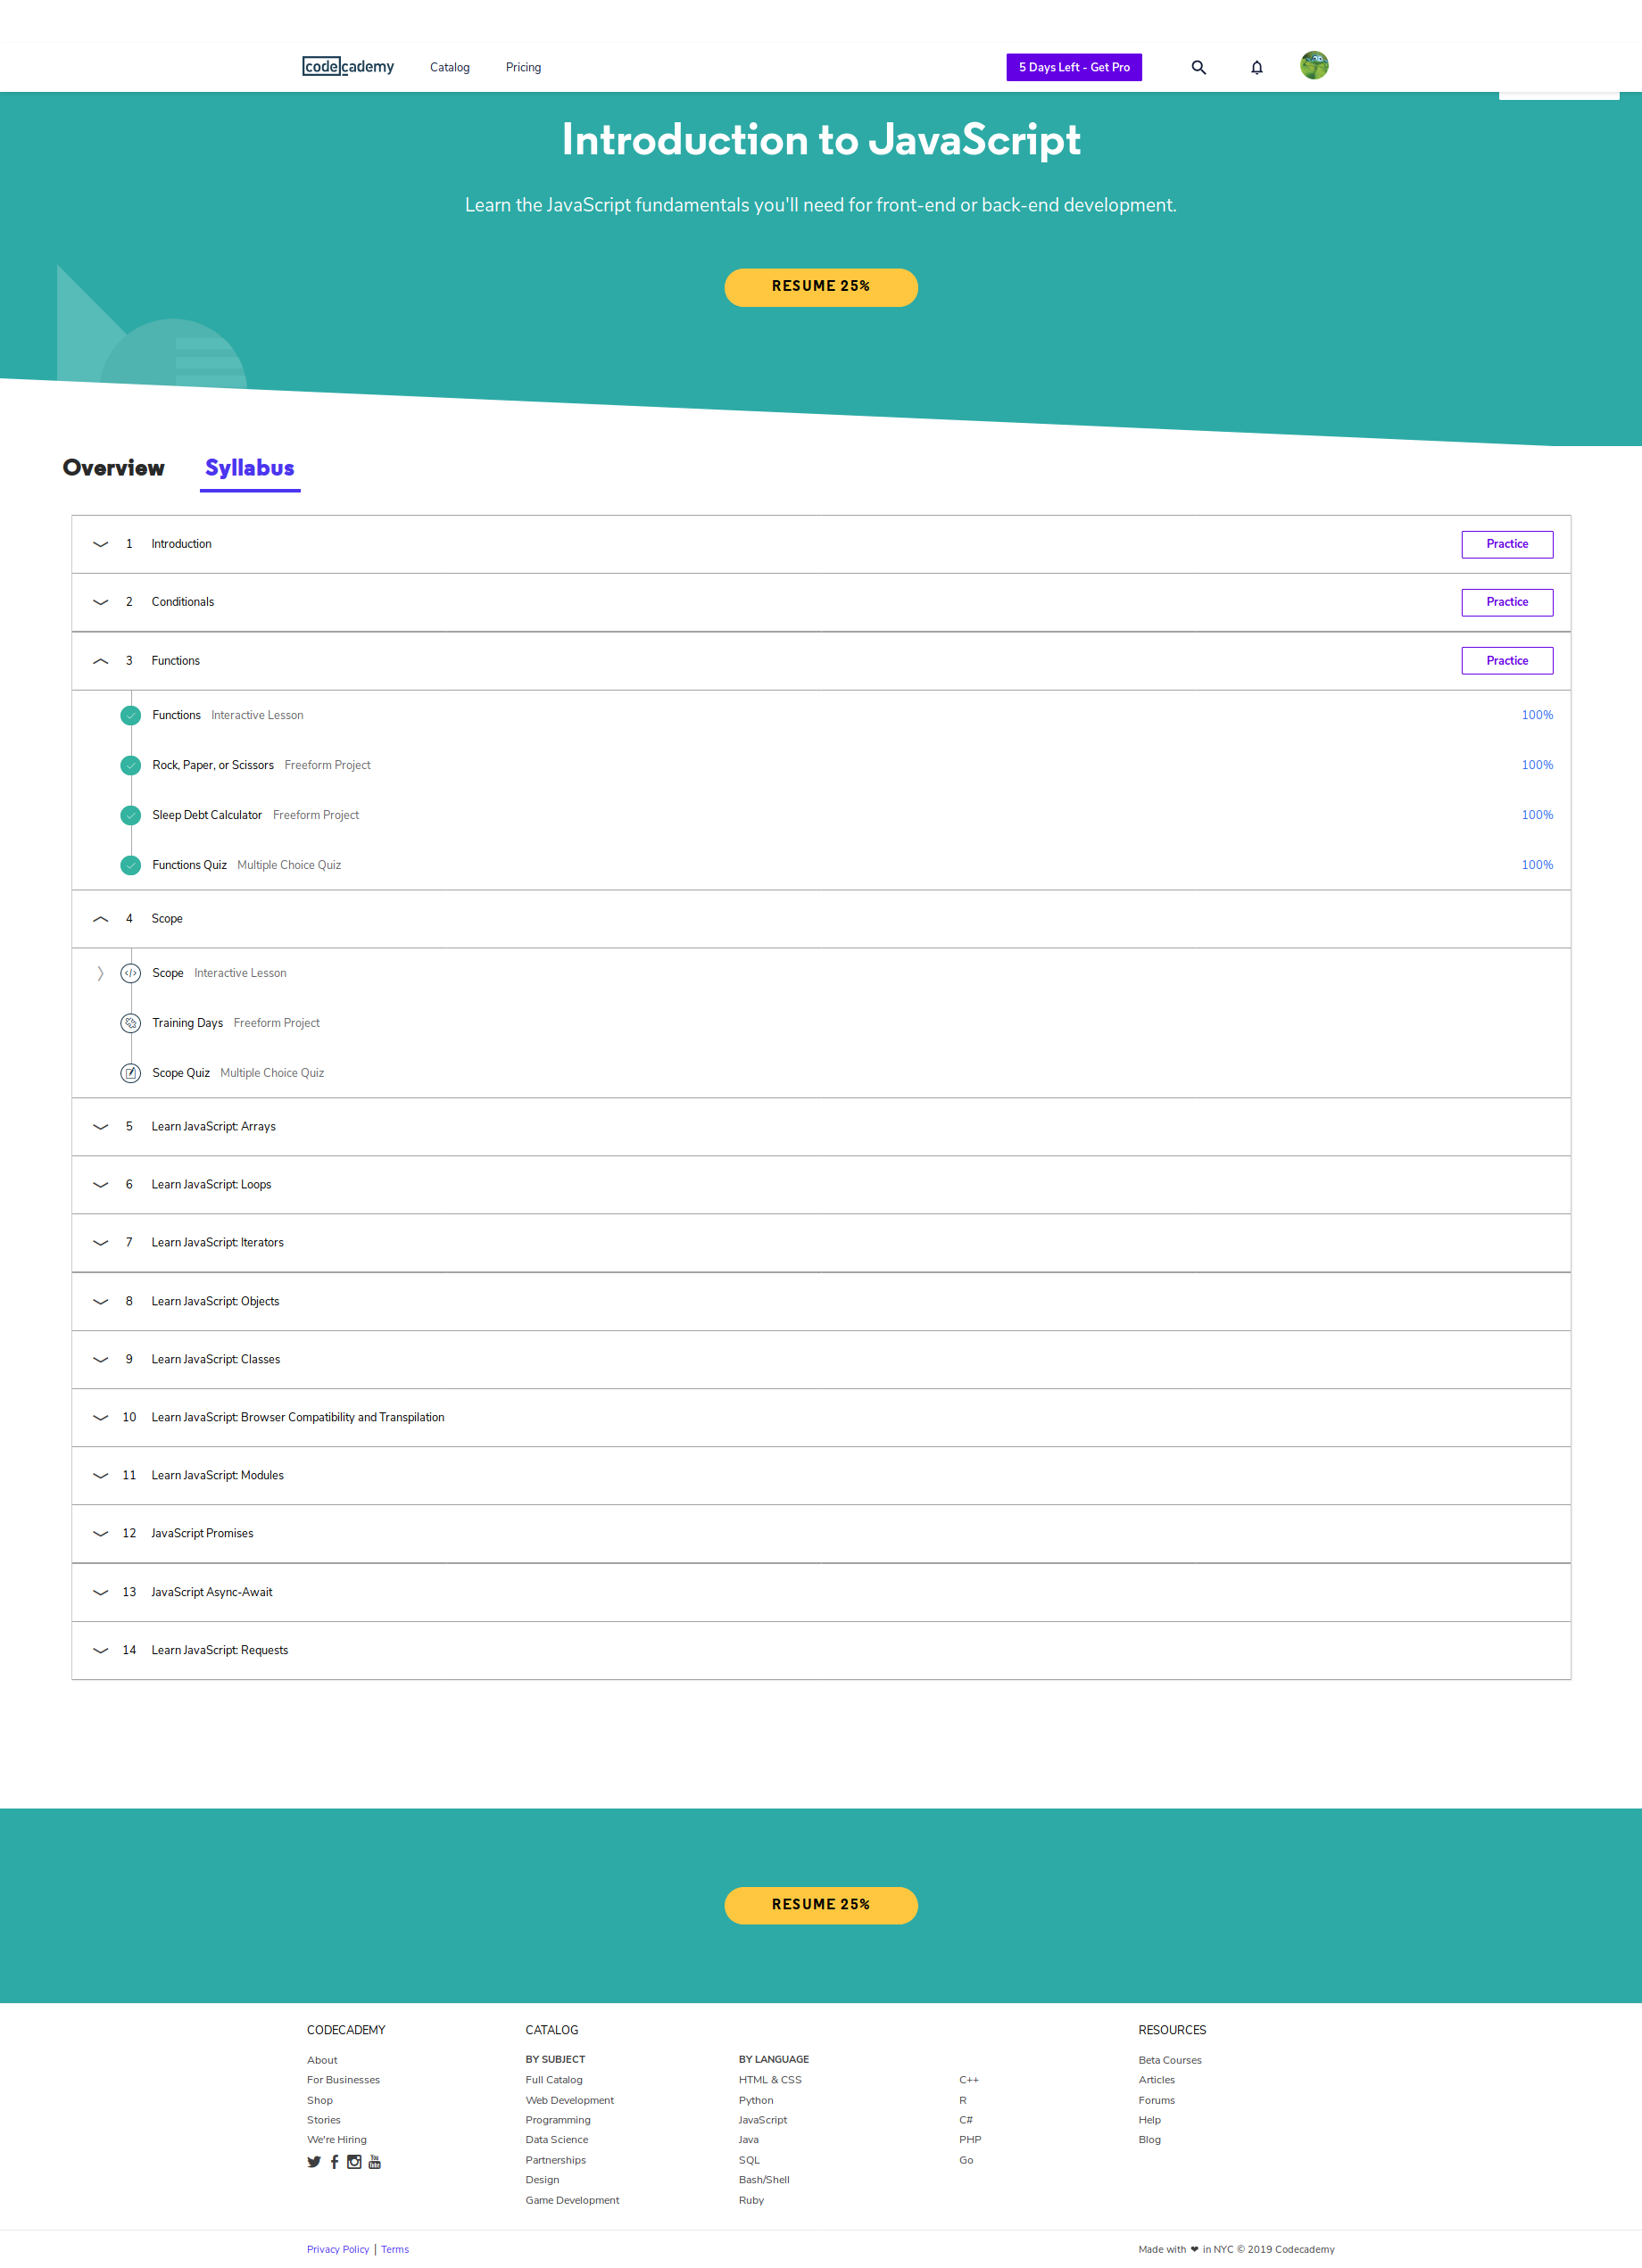 codecademy Catalog Pricing 5 Days Left - Get Pro
Introduction to JavaScript
Learn the JavaScript fundamentals you'll need for front-end or back-end development.
RESUME 25%
Overview Syllabus
1 Introduction Practice
2 Conditionals Practice
3 Functions Practice
Functions Interactive Lesson 100%
Rock, Paper, or Scissors Freeform Project 100%
Sleep Debt Calculator Freeform Project 100%
Functions Quiz Multiple Choice Quiz 100%
4 Scope
Scope Interactive Lesson
Training Days Freeform Project
Scope Quiz Multiple Choice Quiz
5 Learn JavaScript: Arrays
6 Learn JavaScript: Loops
7 Learn JavaScript: Iterators
8 Learn JavaScript: Objects
9 Learn JavaScript: Classes
10 Learn JavaScript: Browser Compatibility and Transpilation
11 Learn JavaScript: Modules
12 JavaScript Promises
13 JavaScript Async-Await
14 Learn JavaScript: Requests
RESUME 25%
CODECADEMY
About
For Businesses
Shop
Stories
We're Hiring
CATALOG
BY SUBJECT
Full Catalog
Web Development
Programming
Data Science
Partnerships
Design
Game Development
BY LANGUAGE
HTML & CSS
Python
JavaScript
Java
SQL
Bash/Shell
Ruby
C++
R
C#
PHP
Go
RESOURCES
Beta Courses
Articles
Forums
Help
Blog
Privacy Policy | Terms
Made with ❤ in NYC © 2019 Codecademy